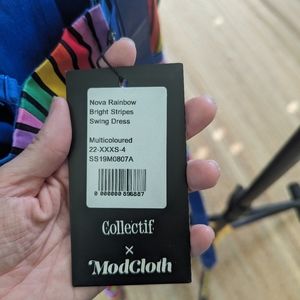 Nova Rainbow
Bright Stripes
Swing Dress
Multicoloured
22-XXXS-4
SS19M0807A
Collectif
×
ModCloth